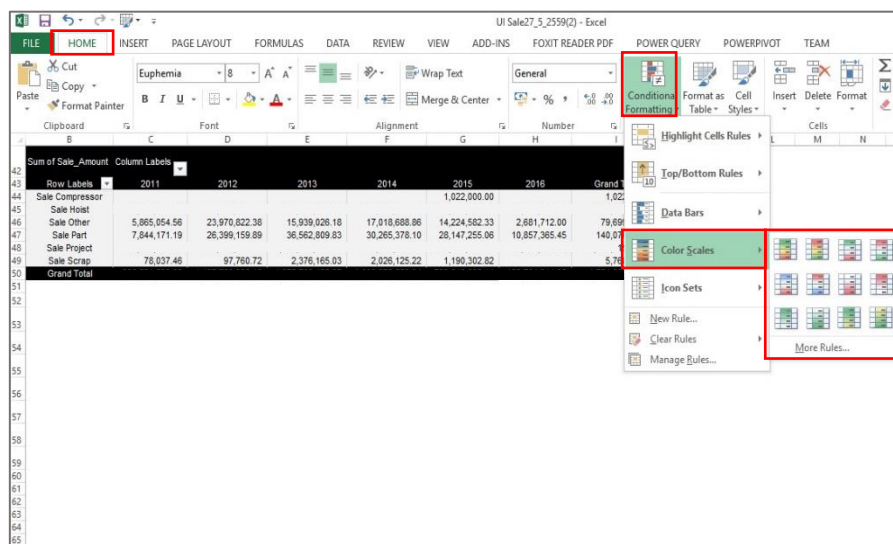 UI Sale27_5_2559(2) - Excel
FILE HOME INSERT PAGE LAYOUT FORMULAS DATA REVIEW VIEW ADD-INS FOXIT READER PDF POWER QUERY POWERPIVOT TEAM
Paste
Cut
Copy
Format Painter
Clipboard
Euphemia 8 A A
B I U A
Font
Wrap Text
Merge & Center
Alignment
General
% ,
Number
Conditiona
Formatting
Format as
Table
Cell
Styles
Insert Delete Format
Cells
Highlight Cells Rules
Top/Bottom Rules
Data Bars
Color Scales
Icon Sets
New Rule...
Clear Rules
Manage Rules...
More Rules...
B C D E F G H I L M N
42 Sum of Sale_Amount Column Labels
43 Row Labels 2011 2012 2013 2014 2015 2016 Grand T
44 Sale Compressor 1,022,000.00 1,022
45 Sale Hoist
46 Sale Other 5,865,054.56 23,970,822.38 15,939,026.18 17,018,688.86 14,224,582.33 2,681,712.00 79,699
47 Sale Part 7,844,171.19 26,399,159.89 36,562,809.83 30,265,378.10 28,147,255.06 10,857,365.45 140,07
48 Sale Project
49 Sale Scrap 78,037.46 97,760.72 2,376,165.03 2,026,125.22 1,190,302.82 5,76
50 Grand Total
51
52
53
54
55
56
57
58
59
60
61
62
63
64
65